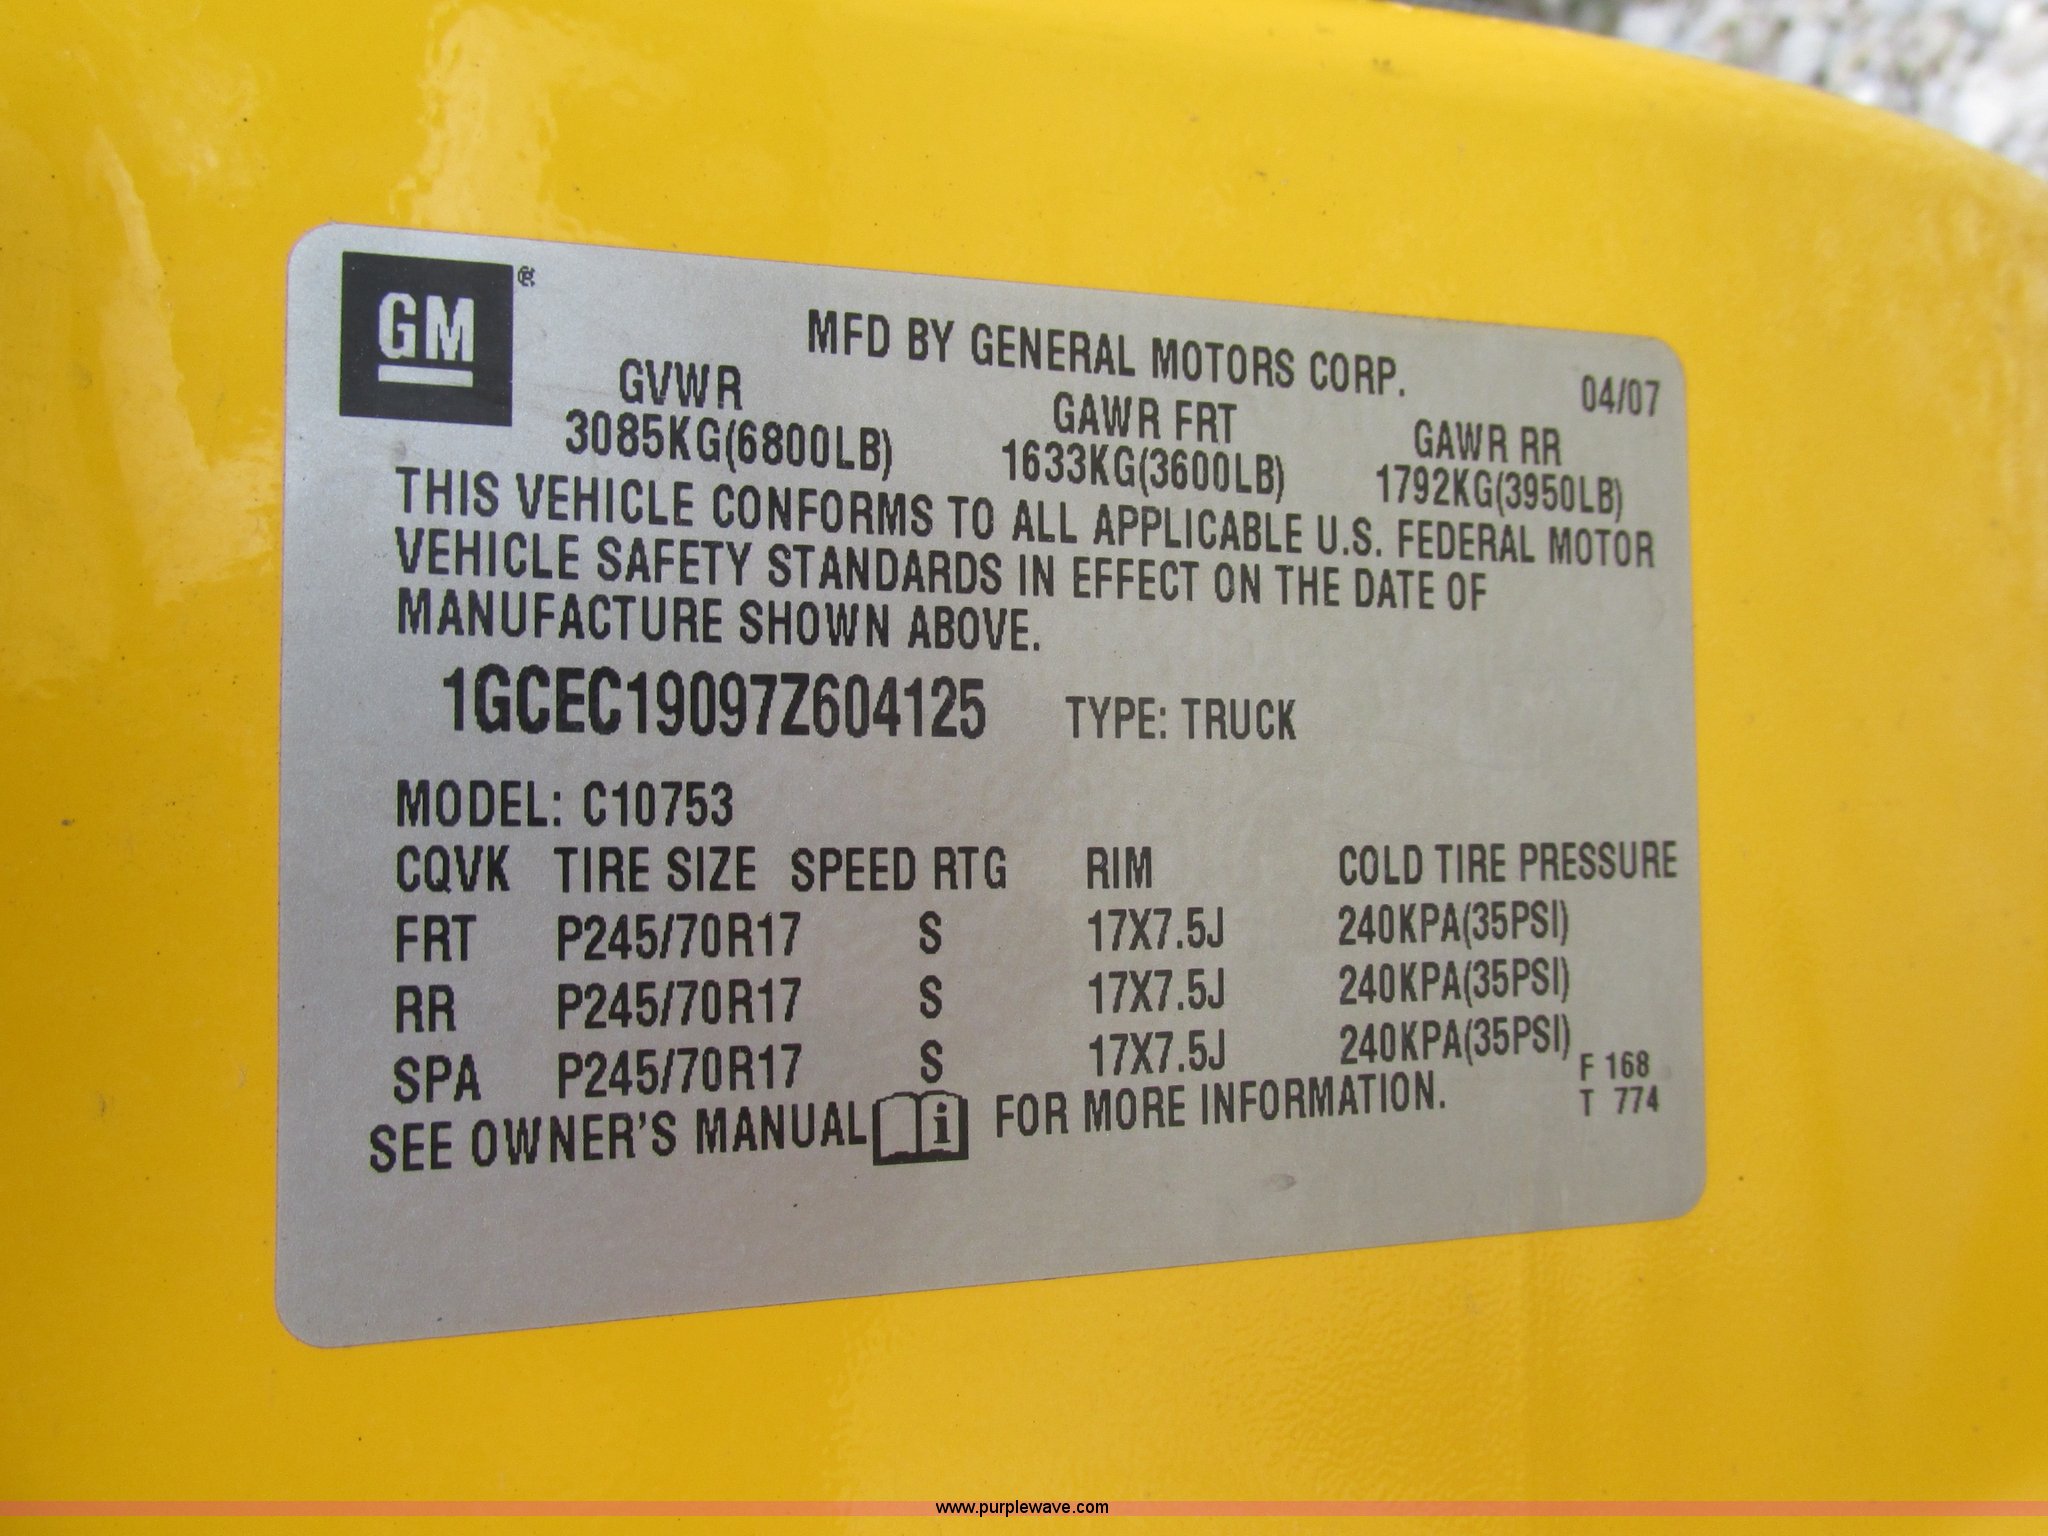 GM
MFD BY GENERAL MOTORS CORP.
04/07
GVWR
GAWR FRT
GAWR RR
3085KG(6800LB)
1633KG(3600LB)
1792KG(3950LB)
THIS VEHICLE CONFORMS TO ALL APPLICABLE U.S. FEDERAL MOTOR
VEHICLE SAFETY STANDARDS IN EFFECT ON THE DATE OF
MANUFACTURE SHOWN ABOVE.
1GCEC19097Z604125 TYPE: TRUCK
MODEL: C10753
CQVK TIRE SIZE SPEED RTG RIM COLD TIRE PRESSURE
FRT P245/70R17 S 17X7.5J 240KPA(35PSI)
RR P245/70R17 S 17X7.5J 240KPA(35PSI)
SPA P245/70R17 S 17X7.5J 240KPA(35PSI)
F 168
T 774
SEE OWNER'S MANUAL i FOR MORE INFORMATION.
www.purplewave.com